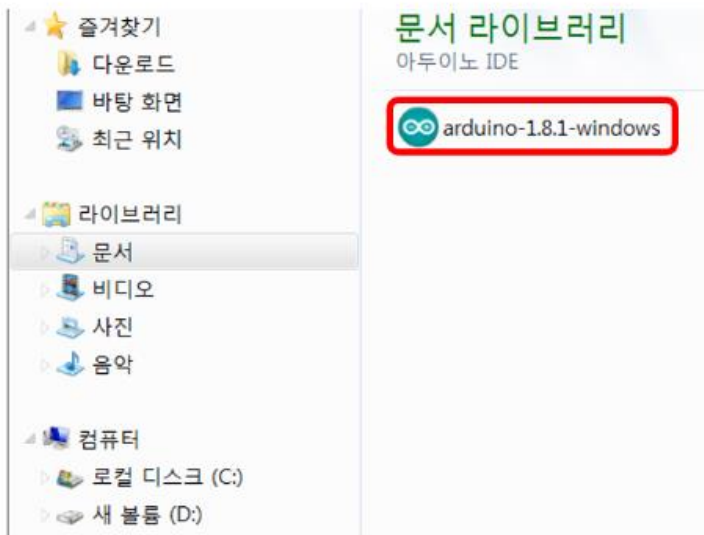 즐겨찾기
다운로드
바탕 화면
최근 위치
라이브러리
문서
비디오
사진
음악
컴퓨터
로컬 디스크 (C:)
새 볼륨 (D:)
문서 라이브러리
아두이노 IDE
arduino-1.8.1-windows